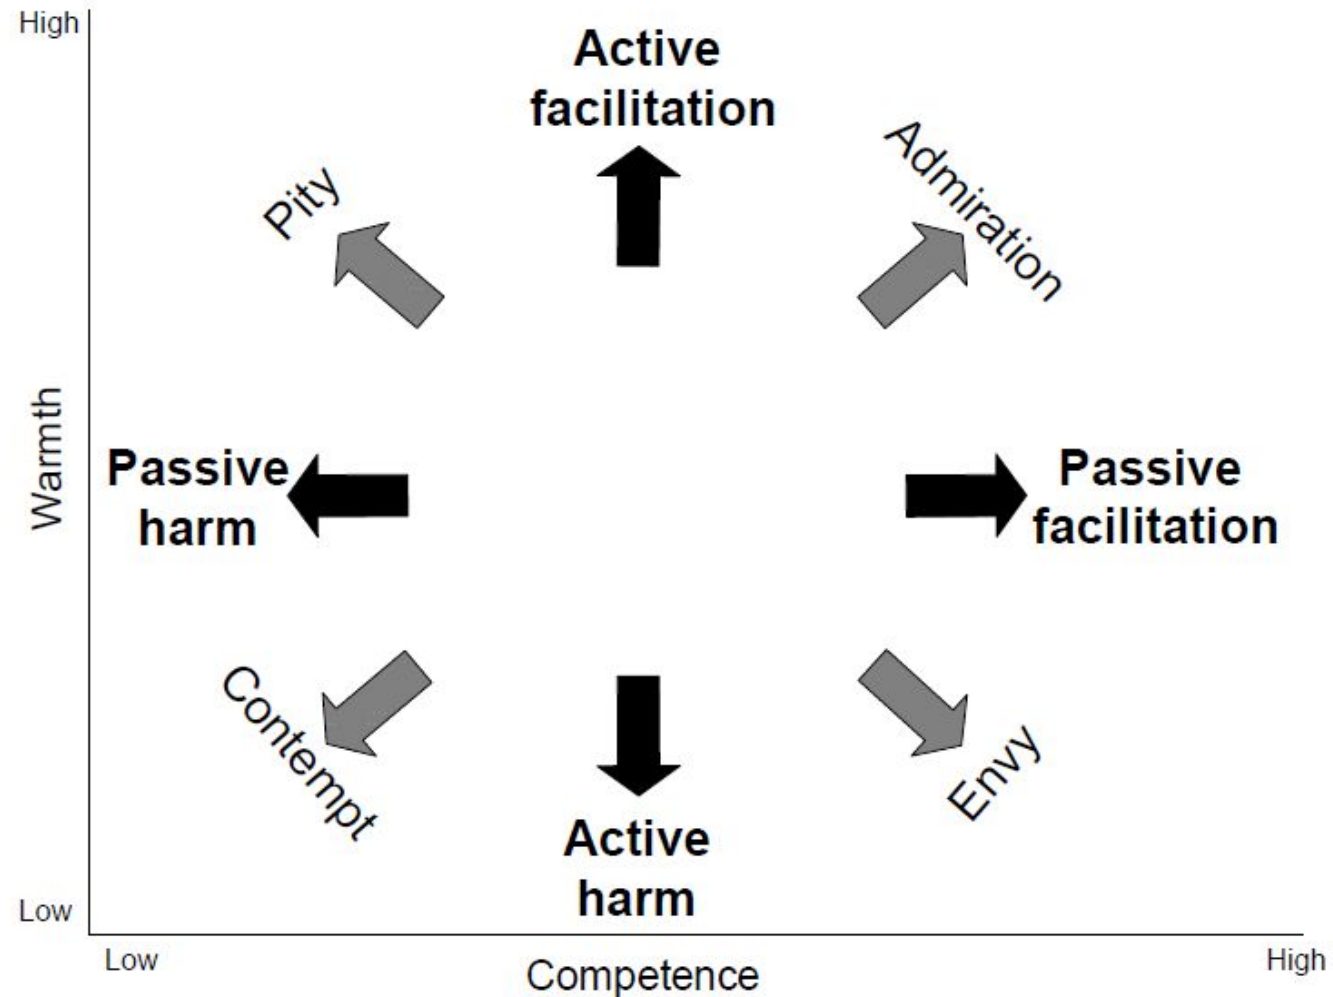 High
Active
facilitation
Admiration
Pity
Warmth
Passive
harm
Passive
facilitation
Contempt
Envy
Active
harm
Low
Low
Competence
High